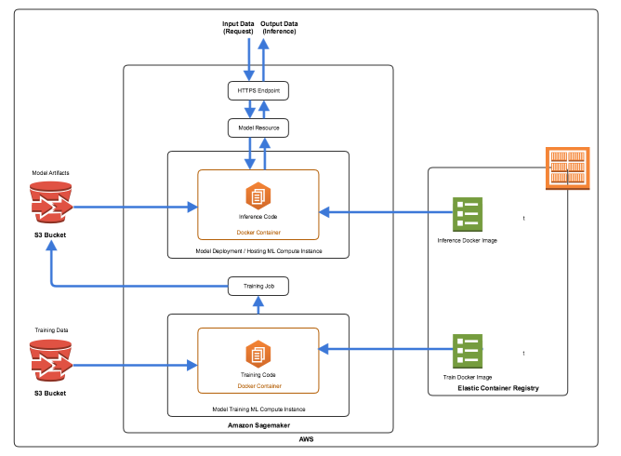 Input Data
(Request)
Output Data
(Inference)
HTTPS Endpoint
Model Resource
Model Artifacts
S3 Bucket
Inference Code
Docker Container
Model Deployment / Hosting ML Compute Instance
Inference Docker Image
1
Training Job
Training Data
S3 Bucket
Training Code
Docker Container
Model Training ML Compute Instance
Train Docker Image
1
Elastic Container Registry
Amazon Sagemaker
AWS